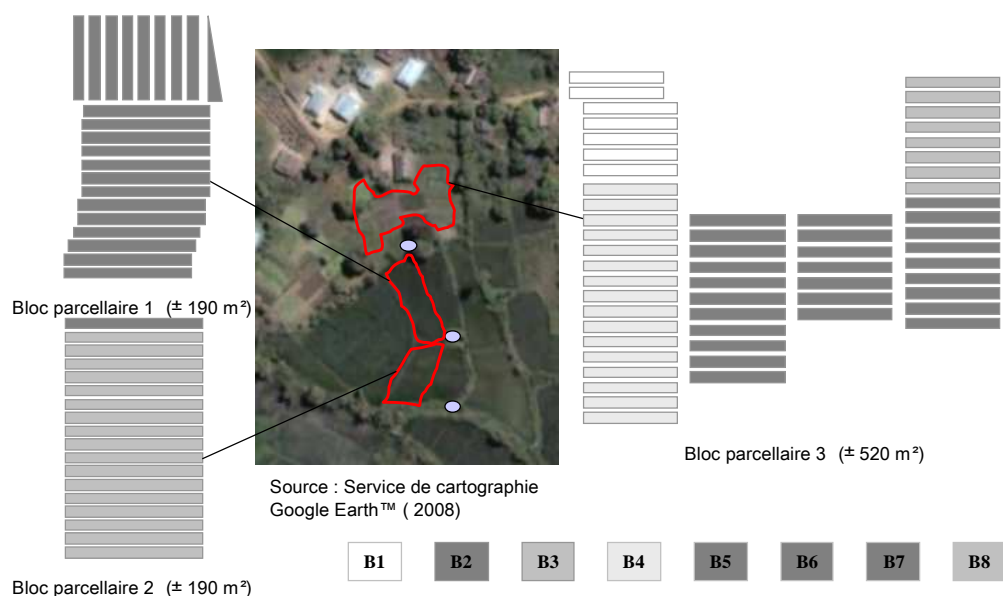 Bloc parcellaire 1 (± 190 m²)
Bloc parcellaire 3 (± 520 m²)
Source : Service de cartographie
Google Earth™ ( 2008)
B1 B2 B3 B4 B5 B6 B7 B8
Bloc parcellaire 2 (± 190 m²)